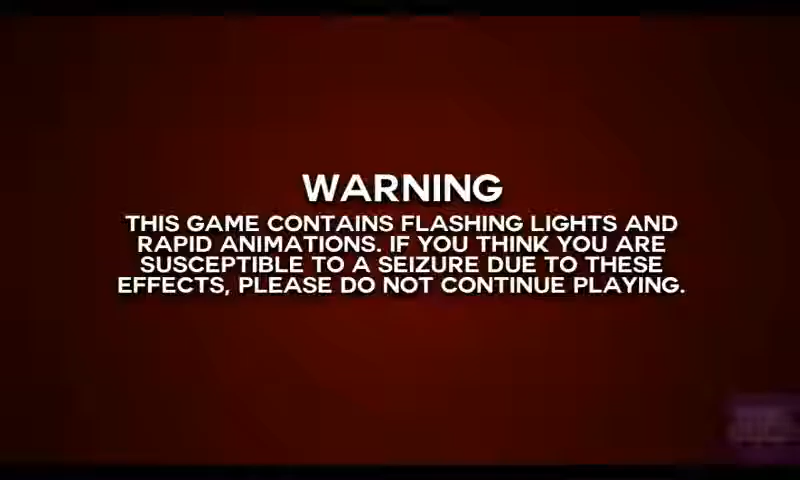 WARNING
THIS GAME CONTAINS FLASHING LIGHTS AND
RAPID ANIMATIONS. IF YOU THINK YOU ARE
SUSCEPTIBLE TO A SEIZURE DUE TO THESE
EFFECTS, PLEASE DO NOT CONTINUE PLAYING.